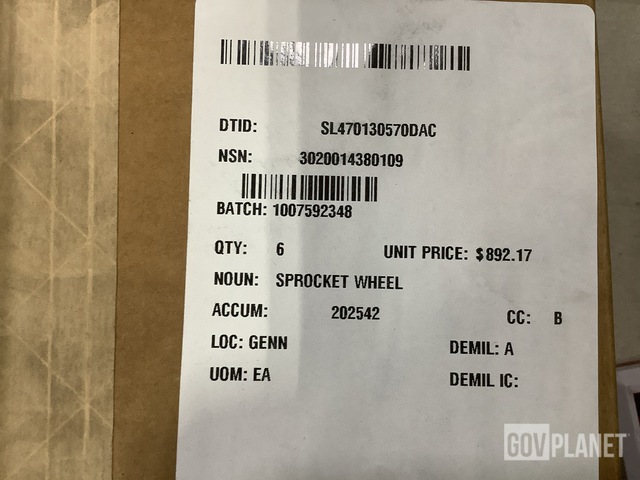 DTID: SL470130570DAC
NSN: 3020014380109
BATCH: 1007592348
QTY: 6 UNIT PRICE: $892.17
NOUN: SPROCKET WHEEL
ACCUM: 202542 CC: B
LOC: GENN DEMIL: A
UOM: EA DEMIL IC:
GOVPLANET